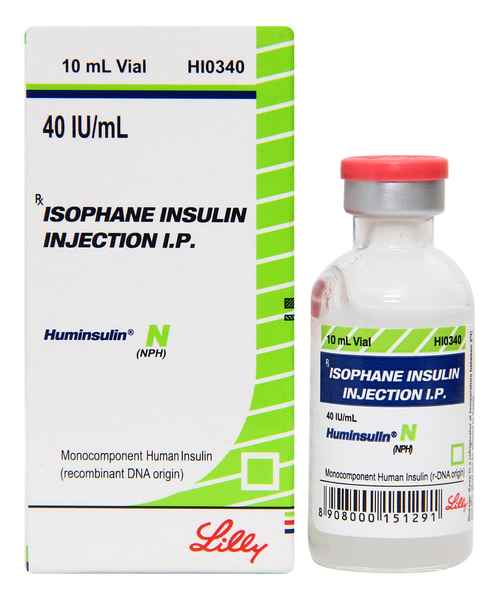 10 mL Vial HI0340
40 IU/mL
Rx ISOPHANE INSULIN
INJECTION I.P.
Huminsulin® N
(NPH)
Monocomponent Human Insulin
(recombinant DNA origin)
Lilly
10 mL Vial HI0340
Rx ISOPHANE INSULIN
INJECTION I.P.
40 IU/mL
Huminsulin® N
(NPH)
Monocomponent Human Insulin (r-DNA origin)
8 908000 151291